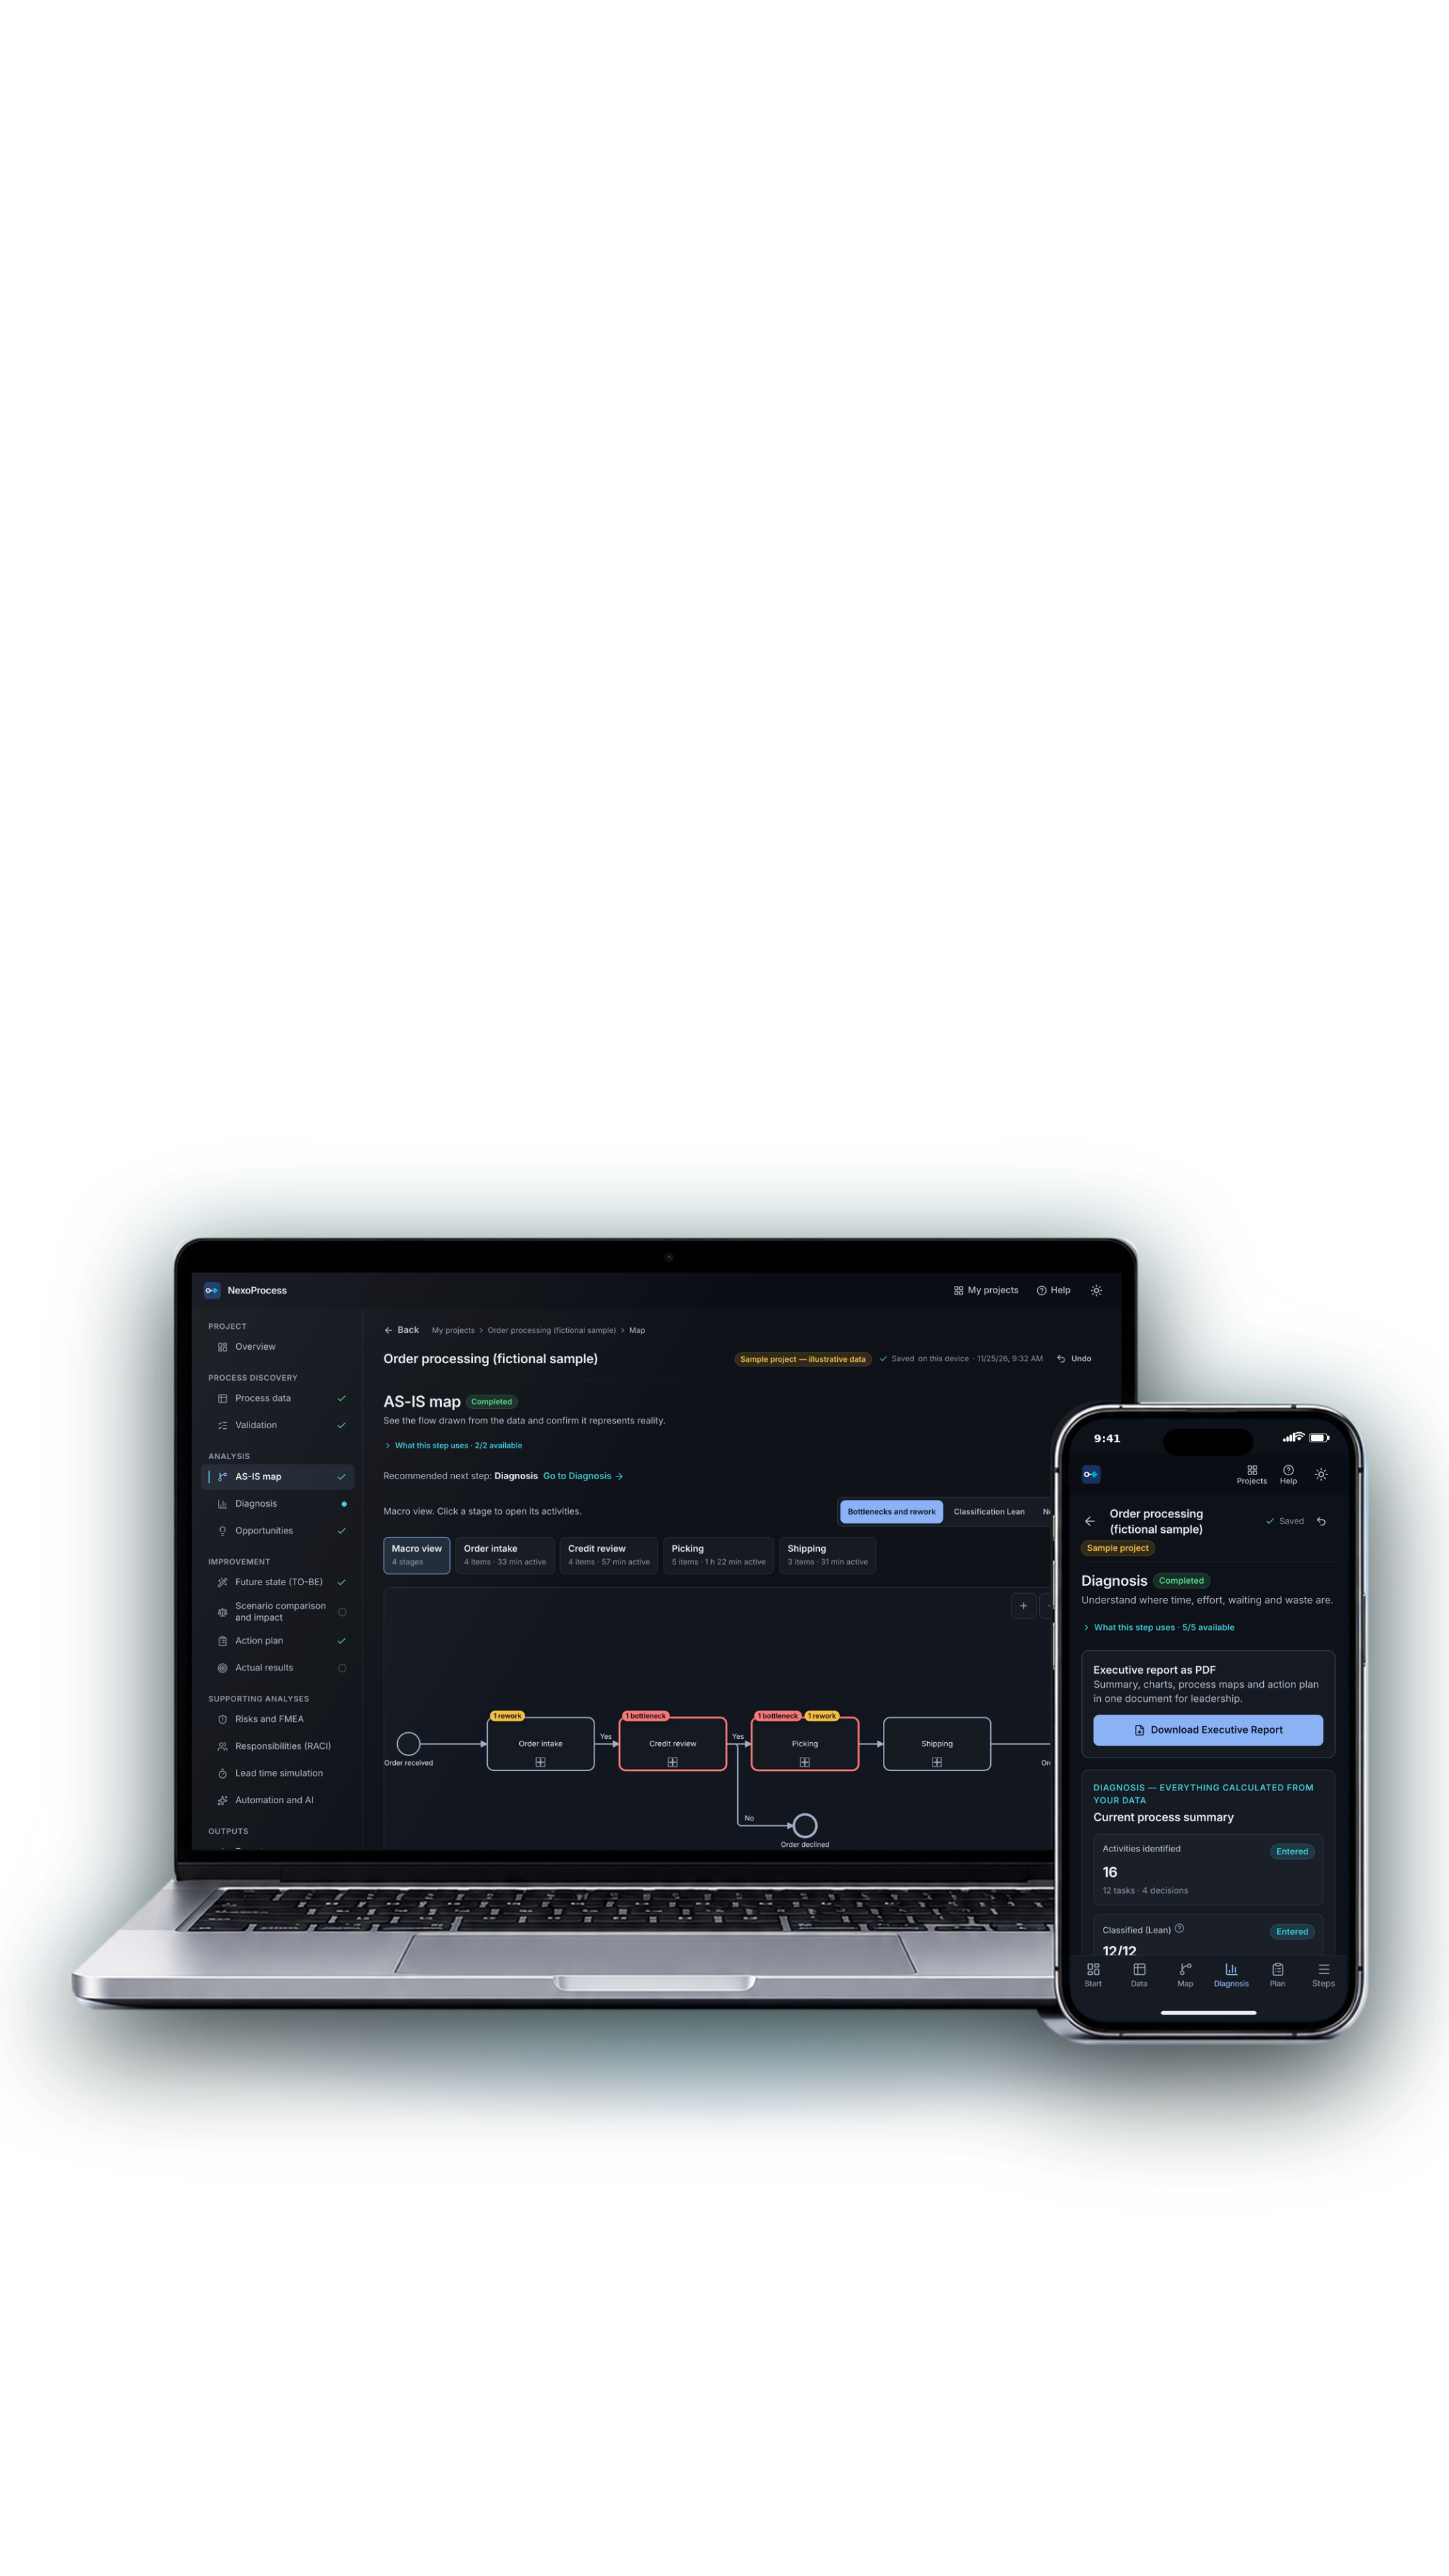 NexoProcess
My projects
Help
PROJECT
Overview
PROCESS DISCOVERY
Process data
Validation
ANALYSIS
AS-IS map
Diagnosis
Opportunities
IMPROVEMENT
Future state (TO-BE)
Scenario comparison
and impact
Action plan
Actual results
SUPPORTING ANALYSES
Risks and FMEA
Responsibilities (RACI)
Lead time simulation
Automation and AI
OUTPUTS
Back My projects › Order processing (fictional sample) › Map
Order processing (fictional sample)
Sample project — illustrative data
Saved on this device · 11/25/26, 9:32 AM
Undo
AS-IS map Completed
See the flow drawn from the data and confirm it represents reality.
What this step uses · 2/2 available
Recommended next step: Diagnosis Go to Diagnosis →
Macro view. Click a stage to open its activities.
Bottlenecks and rework
Classification Lean
Macro view
4 stages
Order intake
4 items · 33 min active
Credit review
4 items · 57 min active
Picking
5 items · 1 h 22 min active
Shipping
3 items · 31 min active
Order received
1 rework
Order intake
Yes
1 bottleneck
Credit review
Yes
1 bottleneck
1 rework
Picking
Shipping
No
Order declined
9:41
Projects
Help
Order processing
(fictional sample)
Saved
Sample project
Diagnosis Completed
Understand where time, effort, waiting and waste are.
What this step uses · 5/5 available
Executive report as PDF
Summary, charts, process maps and action plan
in one document for leadership.
Download Executive Report
DIAGNOSIS — EVERYTHING CALCULATED FROM
YOUR DATA
Current process summary
Activities identified
Entered
16
12 tasks · 4 decisions
Classified (Lean)
Entered
12/12
Start
Data
Map
Diagnosis
Plan
Steps